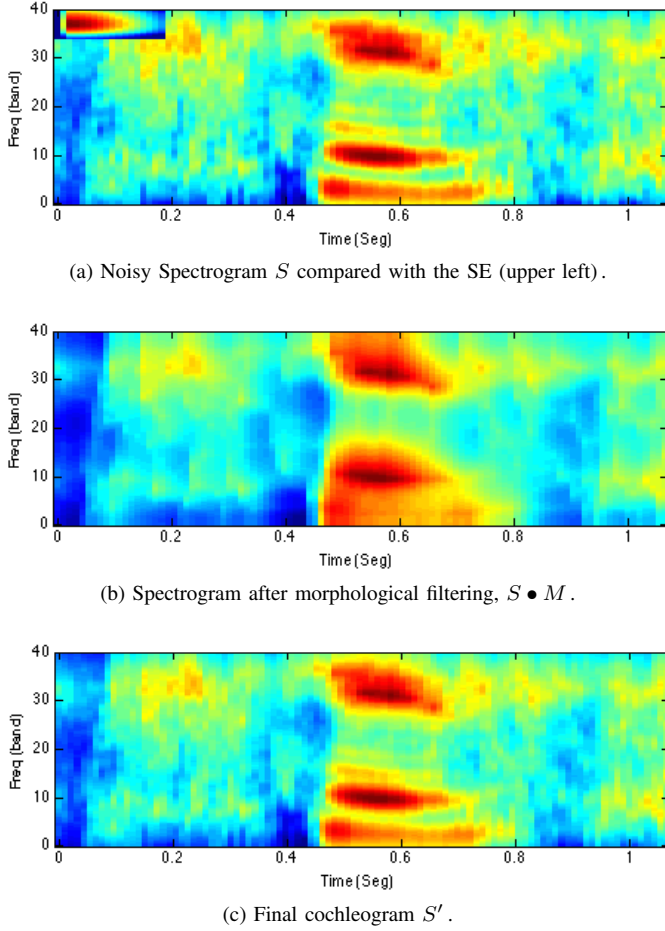 40
30
20
10
0
Freq (band)
0 0.2 0.4 0.6 0.8 1
Time (Seg)
(a) Noisy Spectrogram S compared with the SE (upper left).
40
30
20
10
0
Freq (band)
0 0.2 0.4 0.6 0.8 1
Time (Seg)
(b) Spectrogram after morphological filtering, S • M.
40
30
20
10
0
Freq (band)
0 0.2 0.4 0.6 0.8 1
Time (Seg)
(c) Final cochleogram S′.